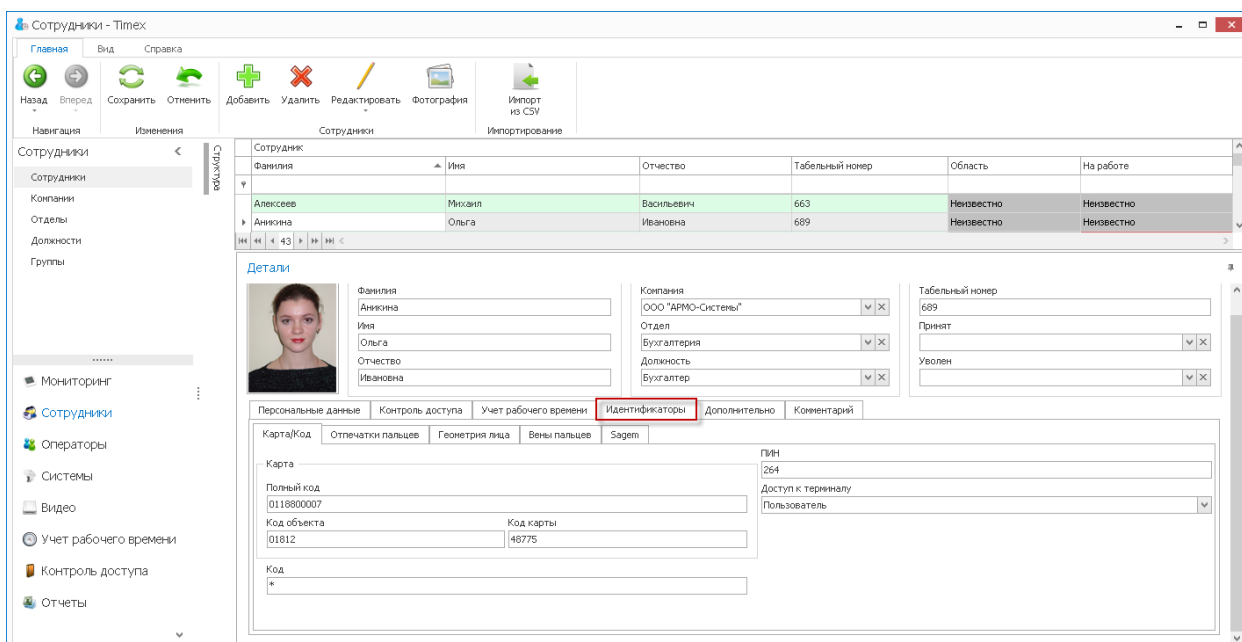 Сотрудники - Timex
Главная Вид Справка
Назад Вперед Сохранить Отменить Добавить Удалить Редактировать Фотография Импорт из CSV
Навигация Изменения Сотрудники Импортирование
Сотрудники
Сотрудники
Компании
Отделы
Должности
Группы
Мониторинг
Сотрудники
Операторы
Системы
Видео
Учет рабочего времени
Контроль доступа
Отчеты
Структура
Сотрудник
Фамилия Имя Отчество Табельный номер Область На работе
Алексеев Михаил Васильевич 663 Неизвестно Неизвестно
Аникина Ольга Ивановна 689 Неизвестно Неизвестно
43
Детали
Фамилия Компания Табельный номер
Аникина ООО "АРМО-Системы" 689
Имя Отдел Принят
Ольга Бухгалтерия
Отчество Должность Уволен
Ивановна Бухгалтер
Персональные данные Контроль доступа Учет рабочего времени Идентификаторы Дополнительно Комментарий
Карта/Код Отпечатки пальцев Геометрия лица Вены пальцев Sagem
Карта
Полный код
0118800007
Код объекта Код карты
01812 48775
Код
*
ПИН
264
Доступ к терминалу
Пользователь